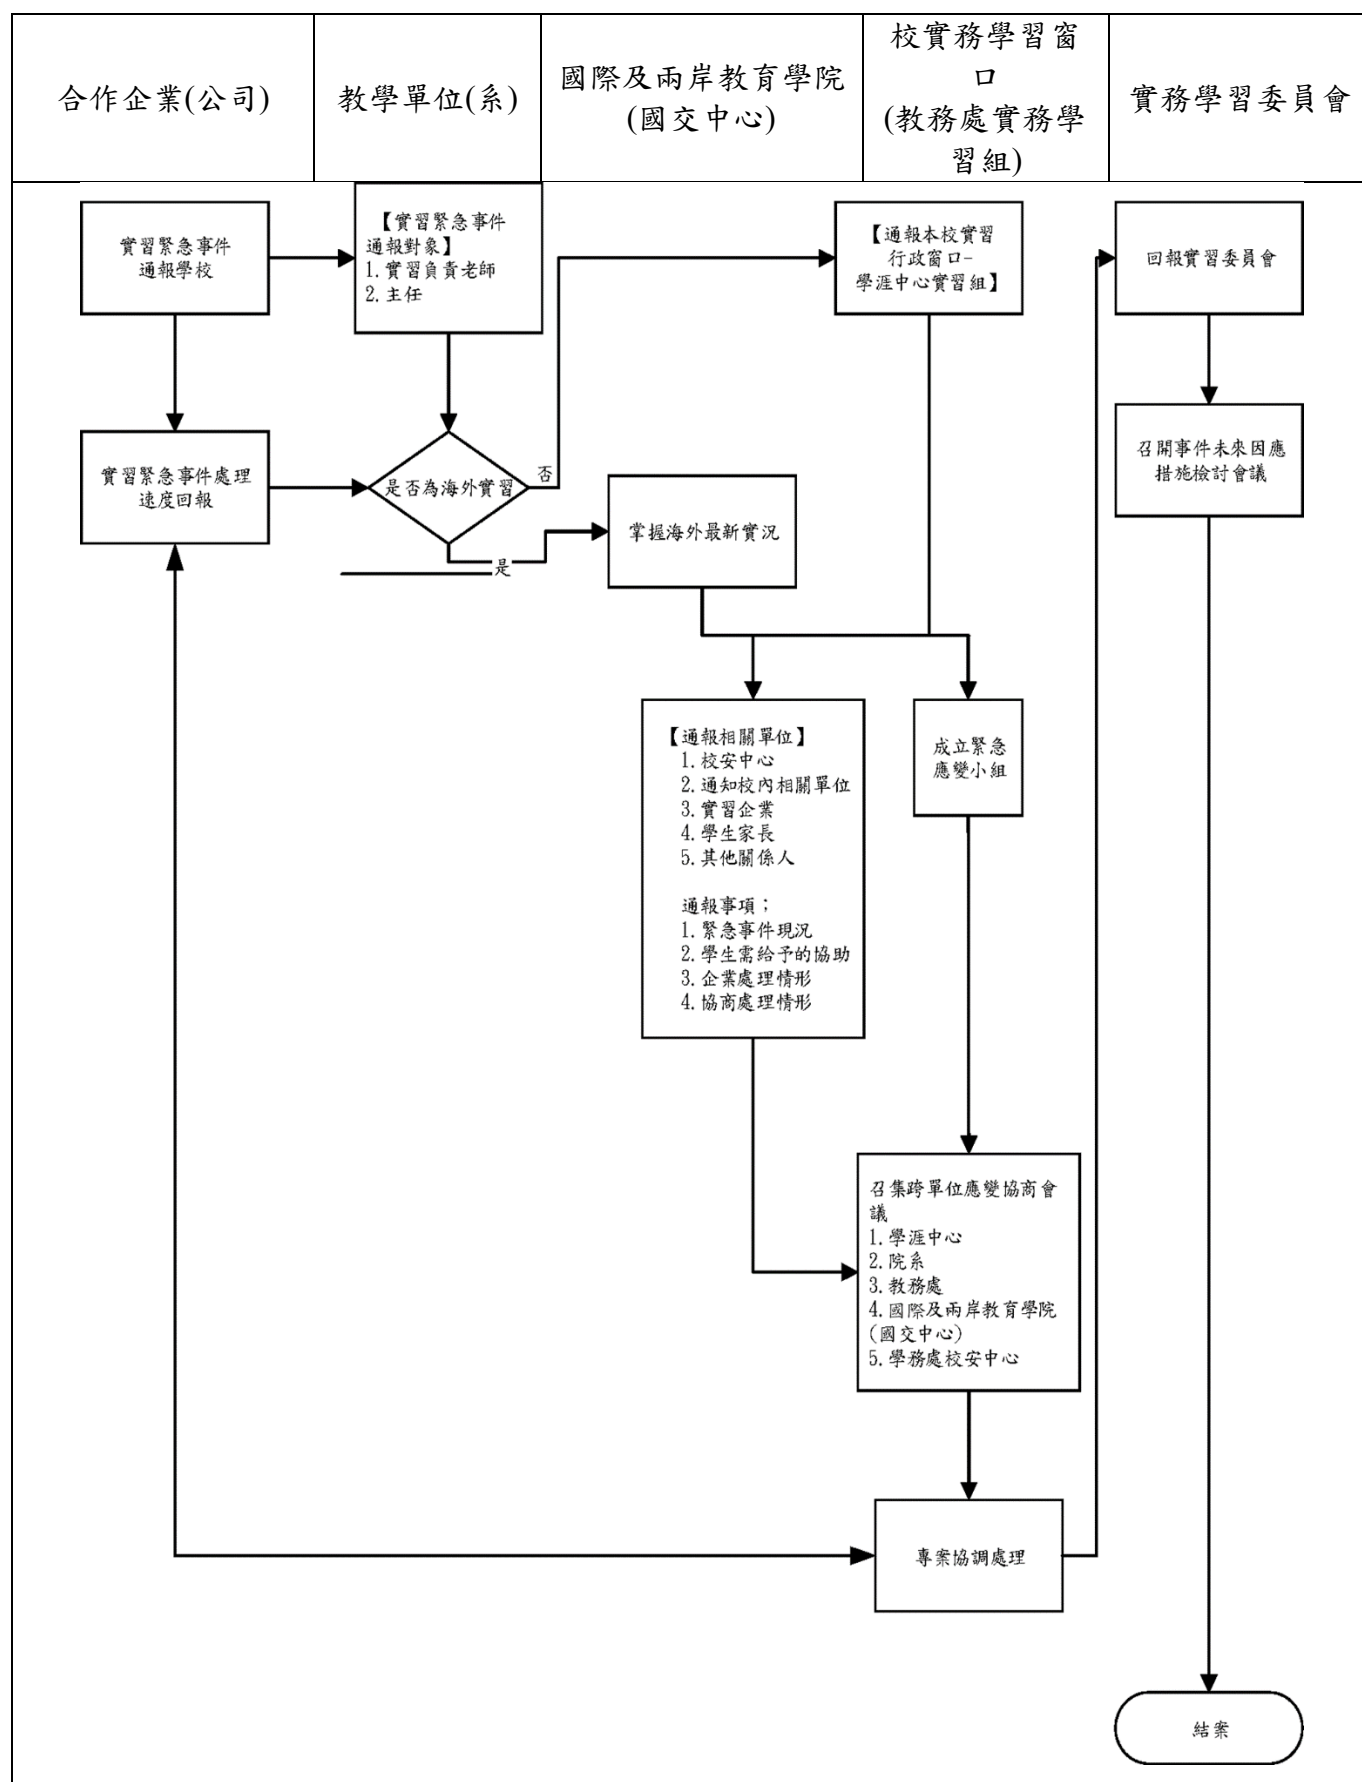 合作企業(公司)
教學單位(系)
國際及兩岸教育學院
(國交中心)
校實務學習窗
口
(教務處實務學
習組)
實務學習委員會
實習緊急事件
通報學校
【實習緊急事件
通報對象】
1.實習負責老師
2.主任
【通報本校實習
行政窗口-
學涯中心實習組】
回報實習委員會
實習緊急事件處理
速度回報
是否為海外實習
否
是
掌握海外最新實況
召開事件未來因應
措施檢討會議
【通報相關單位】
1.校安中心
2.通知校內相關單位
3.實習企業
4.學生家長
5.其他關係人
通報事項；
1.緊急事件現況
2.學生需給予的協助
3.企業處理情形
4.協商處理情形
成立緊急
應變小組
召集跨單位應變協商會
議
1.學涯中心
2.院系
3.教務處
4.國際及兩岸教育學院
(國交中心)
5.學務處校安中心
專案協調處理
結案